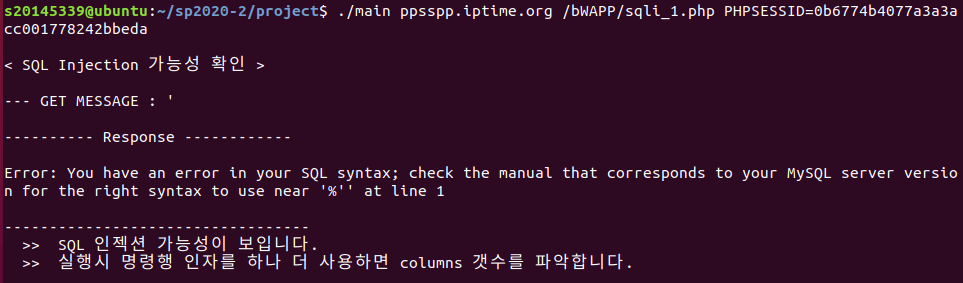 s20145339@ubuntu:~/sp2020-2/project$ ./main ppsspp.iptime.org /bWAPP/sqli_1.php PHPSESSID=0b6774b4077a3a3a
cc001778242bbeda
< SQL Injection 가능성 확인 >
--- GET MESSAGE : '
---------- Response ------------
Error: You have an error in your SQL syntax; check the manual that corresponds to your MySQL server versio
n for the right syntax to use near '%'' at line 1
----------------------------------
>> SQL 인젝션 가능성이 보입니다.
>> 실행시 명령행 인자를 하나 더 사용하면 columns 갯수를 파악합니다.